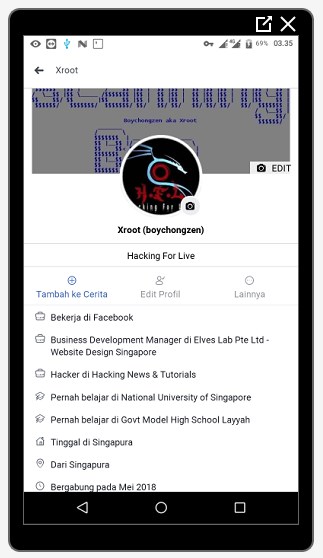 69% 03.35
Xroot
Boychongzen aka Xroot
EDIT
H.F.L
Hacking For Live
Xroot (boychongzen)
Hacking For Live
Tambah ke Cerita Edit Profil Lainnya
Bekerja di Facebook
Business Development Manager di Elves Lab Pte Ltd -
Website Design Singapore
Hacker di Hacking News & Tutorials
Pernah belajar di National University of Singapore
Pernah belajar di Govt Model High School Layyah
Tinggal di Singapura
Dari Singapura
Bergabung pada Mei 2018